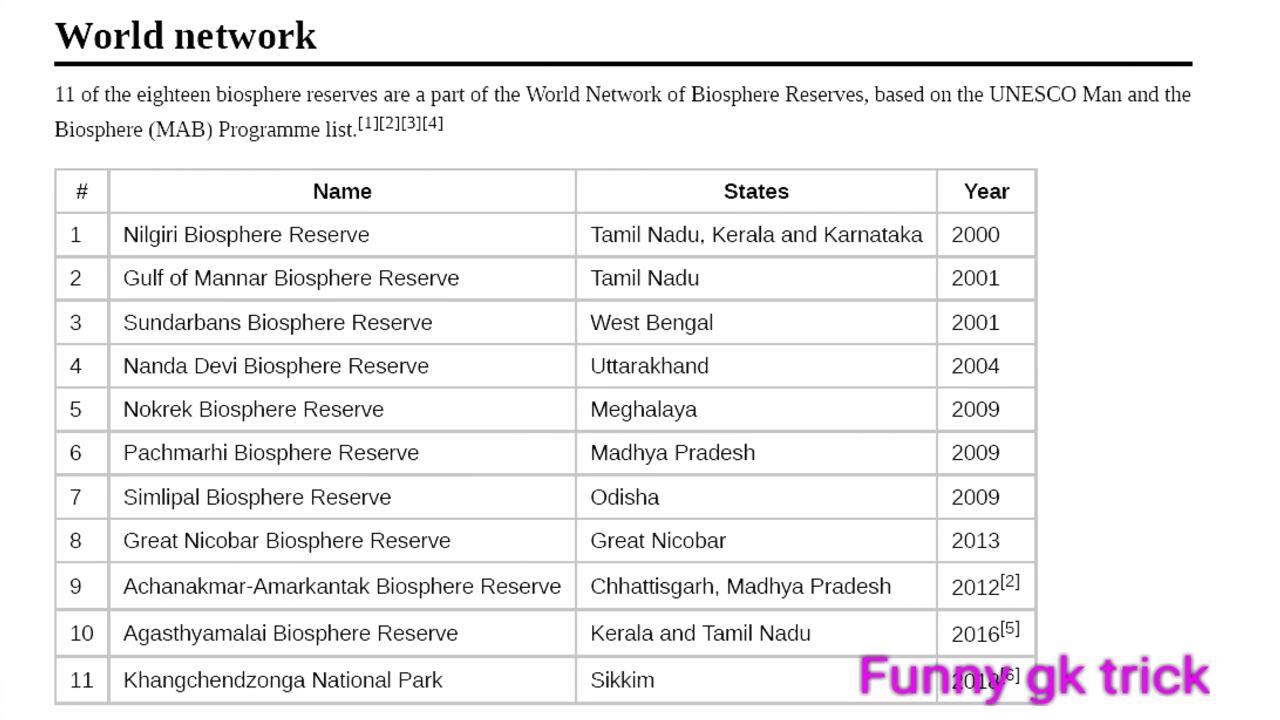 World network
11 of the eighteen biosphere reserves are a part of the World Network of Biosphere Reserves, based on the UNESCO Man and the
Biosphere (MAB) Programme list.[1][2][3][4]
# Name States Year
1 Nilgiri Biosphere Reserve Tamil Nadu, Kerala and Karnataka 2000
2 Gulf of Mannar Biosphere Reserve Tamil Nadu 2001
3 Sundarbans Biosphere Reserve West Bengal 2001
4 Nanda Devi Biosphere Reserve Uttarakhand 2004
5 Nokrek Biosphere Reserve Meghalaya 2009
6 Pachmarhi Biosphere Reserve Madhya Pradesh 2009
7 Simlipal Biosphere Reserve Odisha 2009
8 Great Nicobar Biosphere Reserve Great Nicobar 2013
9 Achanakmar-Amarkantak Biosphere Reserve Chhattisgarh, Madhya Pradesh 2012[2]
10 Agasthyamalai Biosphere Reserve Kerala and Tamil Nadu 2016[5]
11 Khangchendzonga National Park Sikkim 2018[6]
Funny gk trick